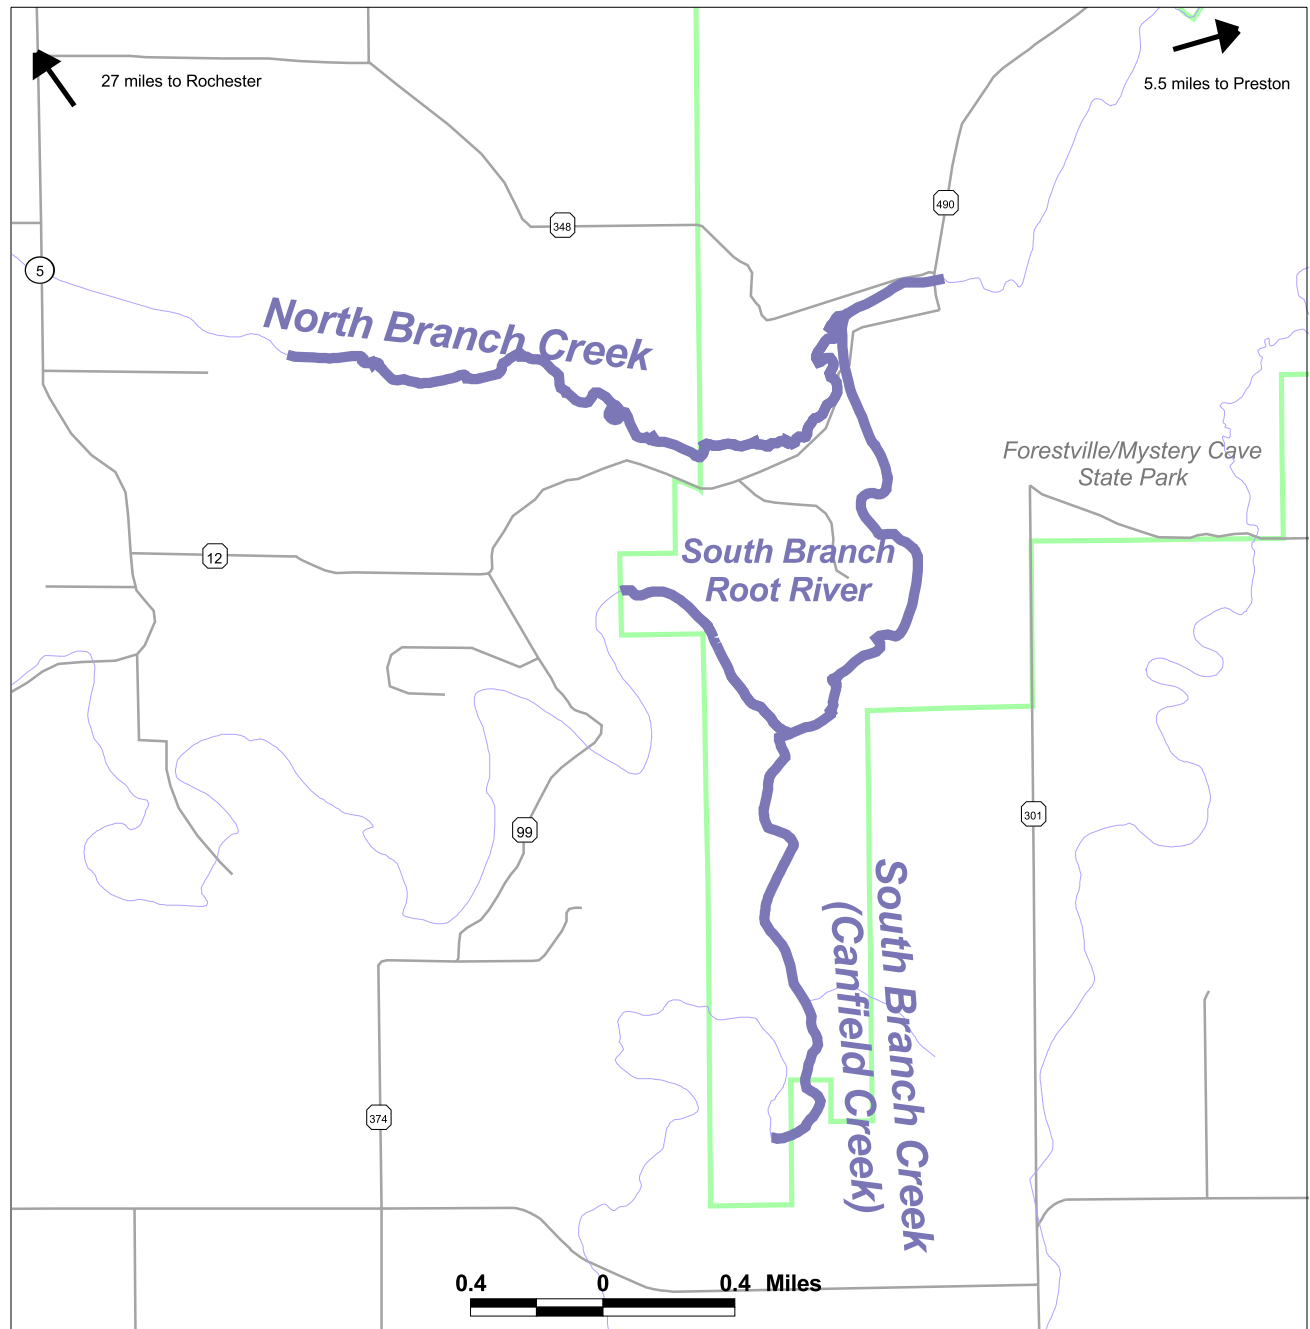 27 miles to Rochester
5.5 miles to Preston
490
348
5
North Branch Creek
Forestville/Mystery Cave
State Park
12
South Branch
Root River
301
99
South Branch Creek
(Canfield Creek)
374
0.4 0 0.4 Miles